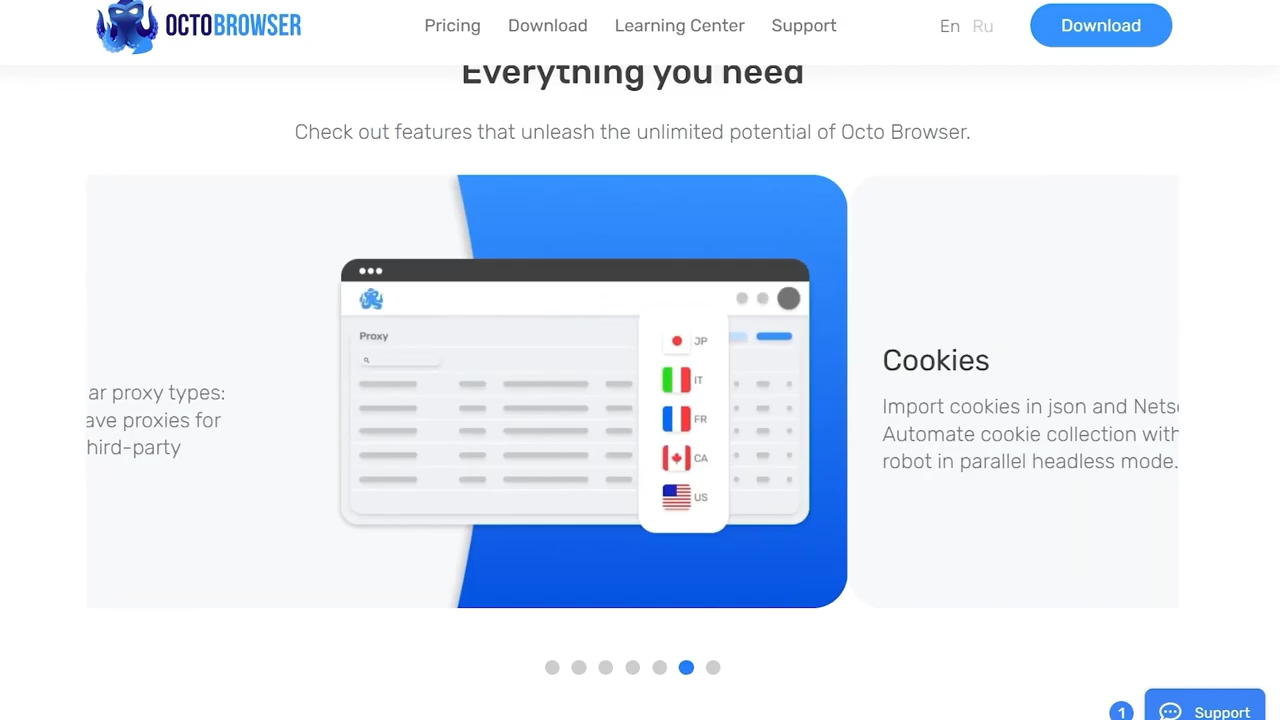 OCTOBROWSER
Pricing
Download
Learning Center
Support
En
Ru
Download
Everything you need
Check out features that unleash the unlimited potential of Octo Browser.
ar proxy types:
ave proxies for
hird-party
Proxy
JP
IT
FR
CA
US
Cookies
Import cookies in json and Netsc
Automate cookie collection with
robot in parallel headless mode.
1
Support